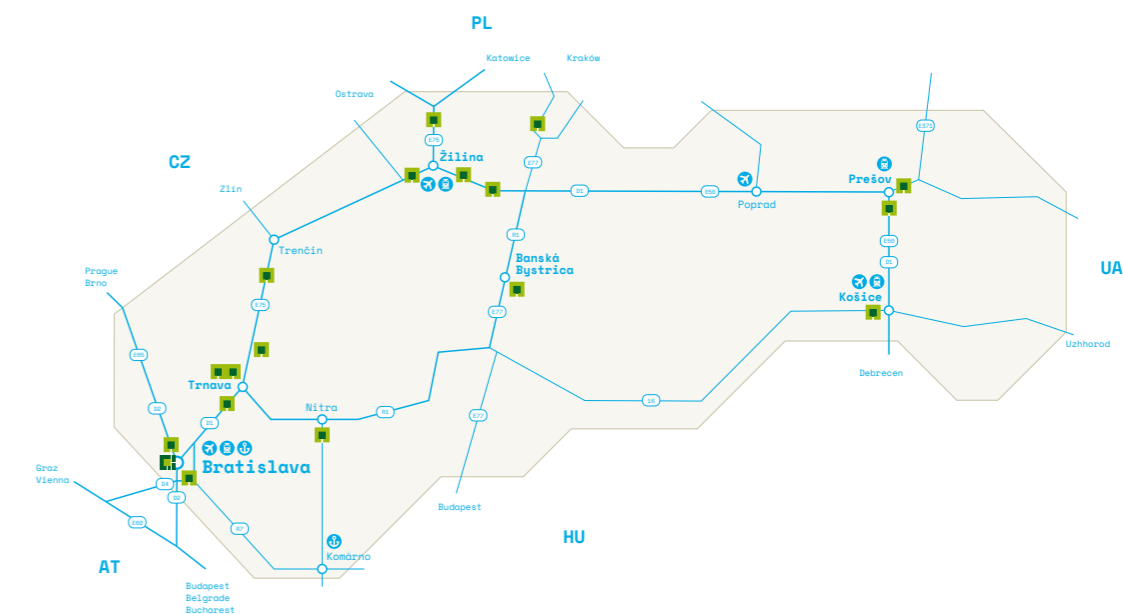 PL
Katowice
Kraków
Ostrava
E75
E371
Žilina
CZ
E77
Prešov
Zlín
D1
E50
Poprad
R1
Trenčín
E50
Banská
Bystrica
D1
UA
Prague
Brno
Košice
E75
E77
Uzhhorod
E65
Debrecen
Trnava
Nitra
D2
R1
E77
16
D1
Bratislava
Graz
Vienna
D4
D2
Budapest
E60
R7
HU
Komárno
AT
Budapest
Belgrade
Bucharest